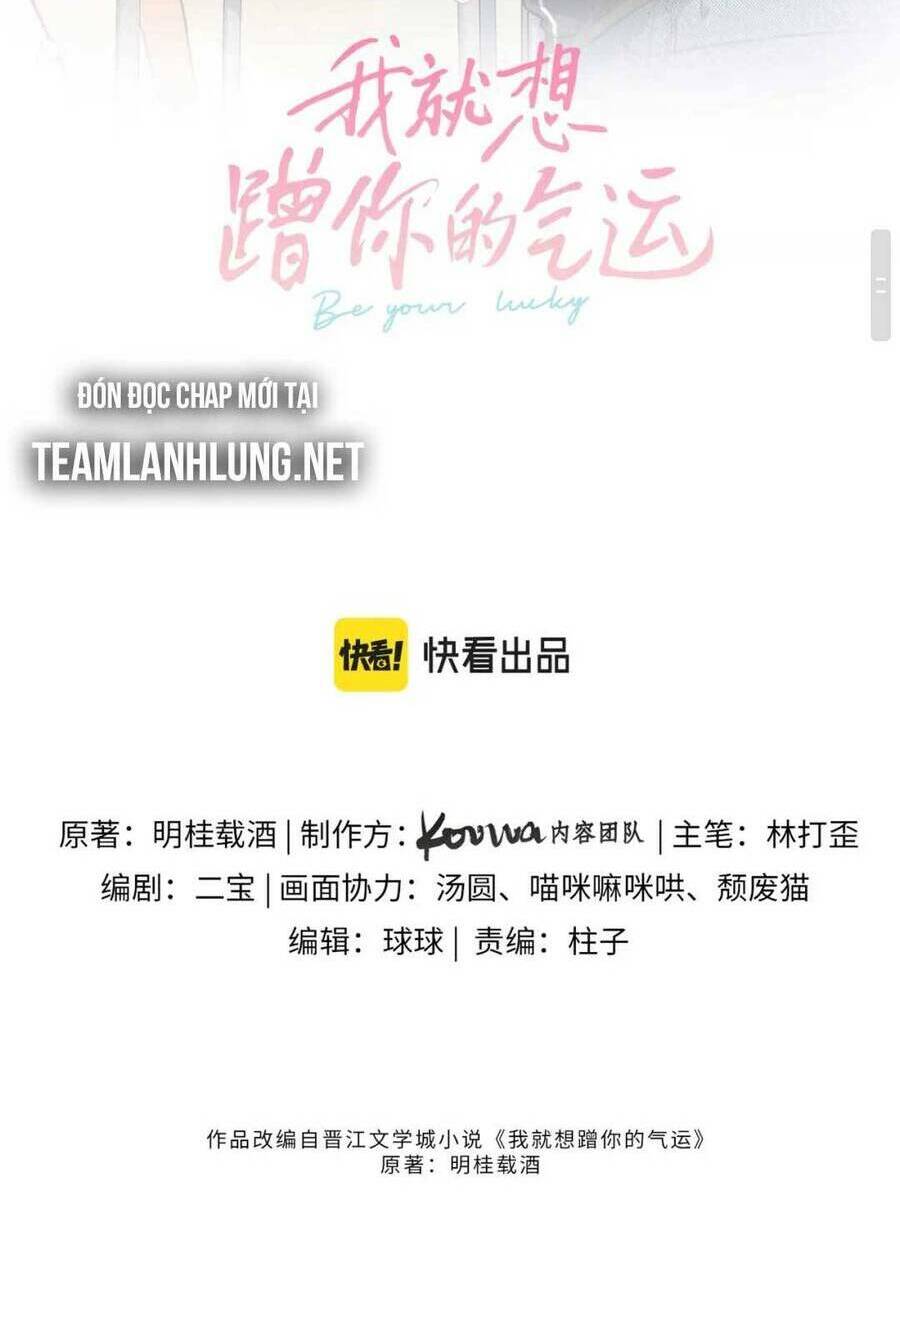 我就想
蹭你的气运
Be your lucky
ĐÓN ĐỌC CHAP MỚI TẠI
TEAMLANHLUNG.NET
快看! 快看出品
原著：明桂载酒 | 制作方：Kouwa内容团队 | 主笔：林打歪
编剧：二宝 | 画面协力：汤圆、喵咪嘛咪哄、颓废猫
编辑：球球 | 责编：柱子
作品改编自晋江文学城小说《我就想蹭你的气运》
原著：明桂载酒